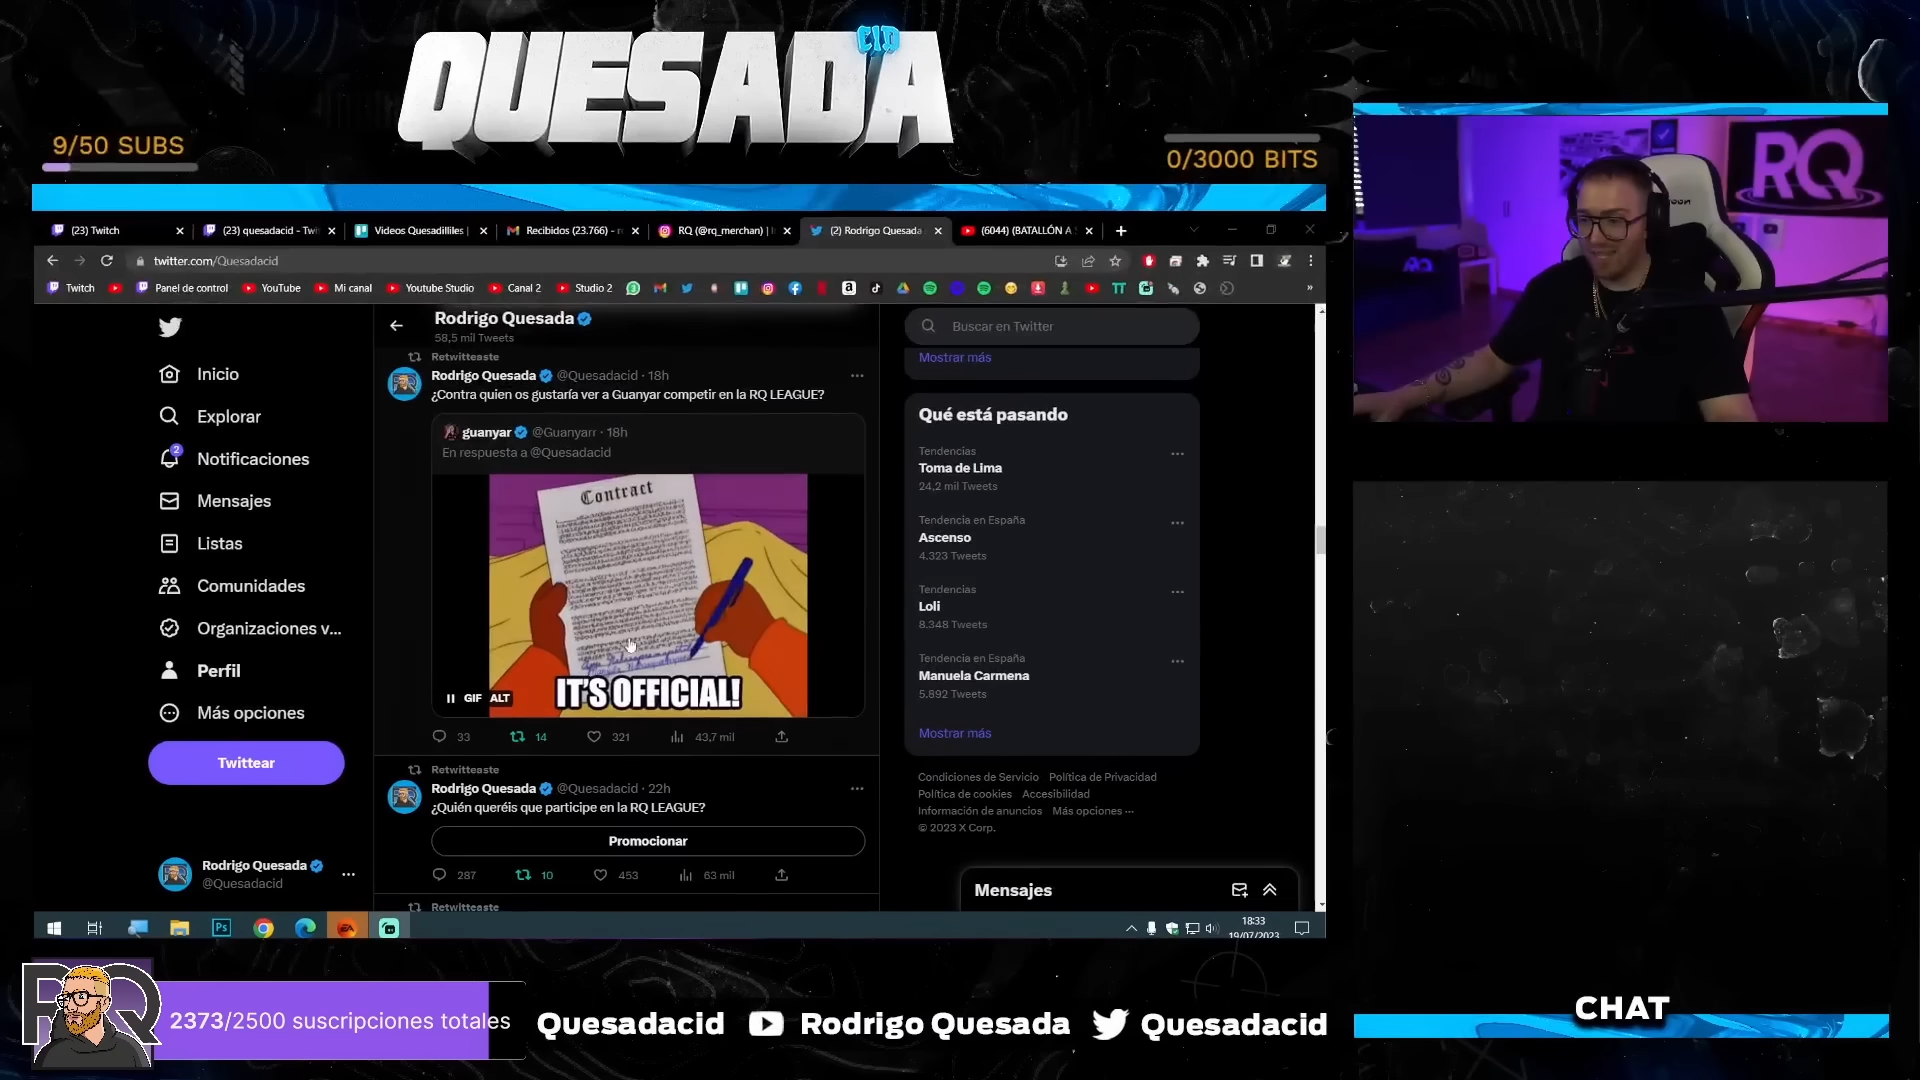 QUESADA
CID
9/50 SUBS
0/3000 BITS
RQ
(23) Twitch
(23) quesadacid - Twi
Videos Quesadilliles |
Recibidos (23.766) - r
RQ (@rq_merchan) | I
(2) Rodrigo Quesada
(6044) (BATALLÓN A
twitter.com/Quesadacid
Twitch
Panel de control
YouTube
Mi canal
Youtube Studio
Canal 2
Studio 2
»
Inicio
Explorar
2
Notificaciones
Mensajes
Listas
Comunidades
Organizaciones v...
Perfil
Más opciones
Twittear
Rodrigo Quesada
@Quesadacid
Rodrigo Quesada
58,5 mil Tweets
Retwitteaste
Rodrigo Quesada @Quesadacid · 18h
¿Contra quien os gustaría ver a Guanyar competir en la RQ LEAGUE?
guanyar @Guanyarr · 18h
En respuesta a @Quesadacid
Contract
IT'S OFFICIAL!
GIF ALT
33 14 321 43,7 mil
Retwitteaste
Rodrigo Quesada @Quesadacid · 22h
¿Quién queréis que participe en la RQ LEAGUE?
Promocionar
287 10 453 63 mil
Retwitteaste
Buscar en Twitter
Mostrar más
Qué está pasando
Tendencias
Toma de Lima
24,2 mil Tweets
Tendencia en España
Ascenso
4.323 Tweets
Tendencias
Loli
8.348 Tweets
Tendencia en España
Manuela Carmena
5.892 Tweets
Mostrar más
Condiciones de Servicio Política de Privacidad
Política de cookies Accesibilidad
Información de anuncios Más opciones ···
© 2023 X Corp.
Mensajes
Ps
EA
18:33
19/07/2023
CHAT
RQ
2373/2500 suscripciones totales
Quesadacid
Rodrigo Quesada
Quesadacid